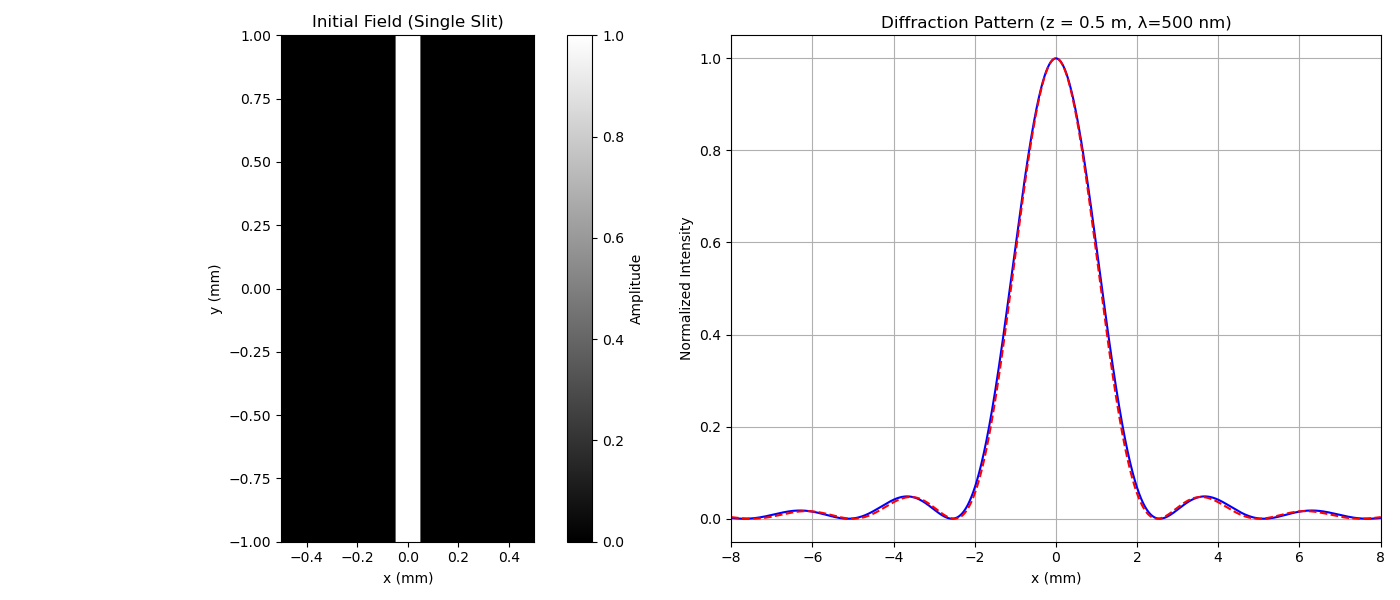 Initial Field (Single Slit)
1.00
0.75
0.50
0.25
0.00
−0.25
−0.50
−0.75
−1.00
y (mm)
−0.4 −0.2 0.0 0.2 0.4
x (mm)
1.0
0.8
0.6
0.4
0.2
0.0
Amplitude
Diffraction Pattern (z = 0.5 m, λ=500 nm)
1.0
0.8
0.6
0.4
0.2
0.0
Normalized Intensity
−8 −6 −4 −2 0 2 4 6 8
x (mm)